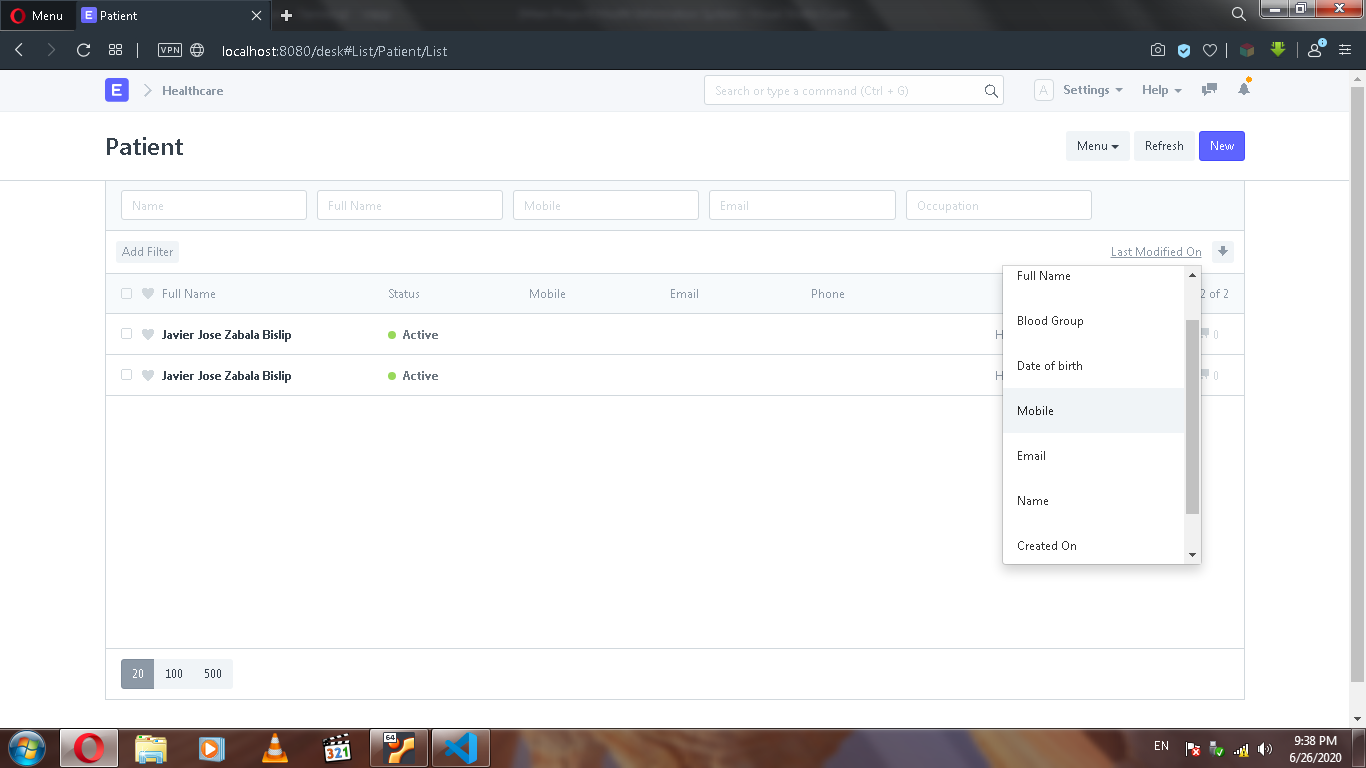 Menu
Patient
VPN
localhost:8080/desk#List/Patient/List
E
Healthcare
Search or type a command (Ctrl + G)
A
Settings
Help
Patient
Menu
Refresh
New
Name
Full Name
Mobile
Email
Occupation
Add Filter
Last Modified On
Full Name
Status
Mobile
Email
Phone
2 of 2
Javier Jose Zabala Bislip
Active
H
0
Javier Jose Zabala Bislip
Active
H
0
Full Name
Blood Group
Date of birth
Mobile
Email
Name
Created On
20
100
500
321
64
EN
9:38 PM
6/26/2020